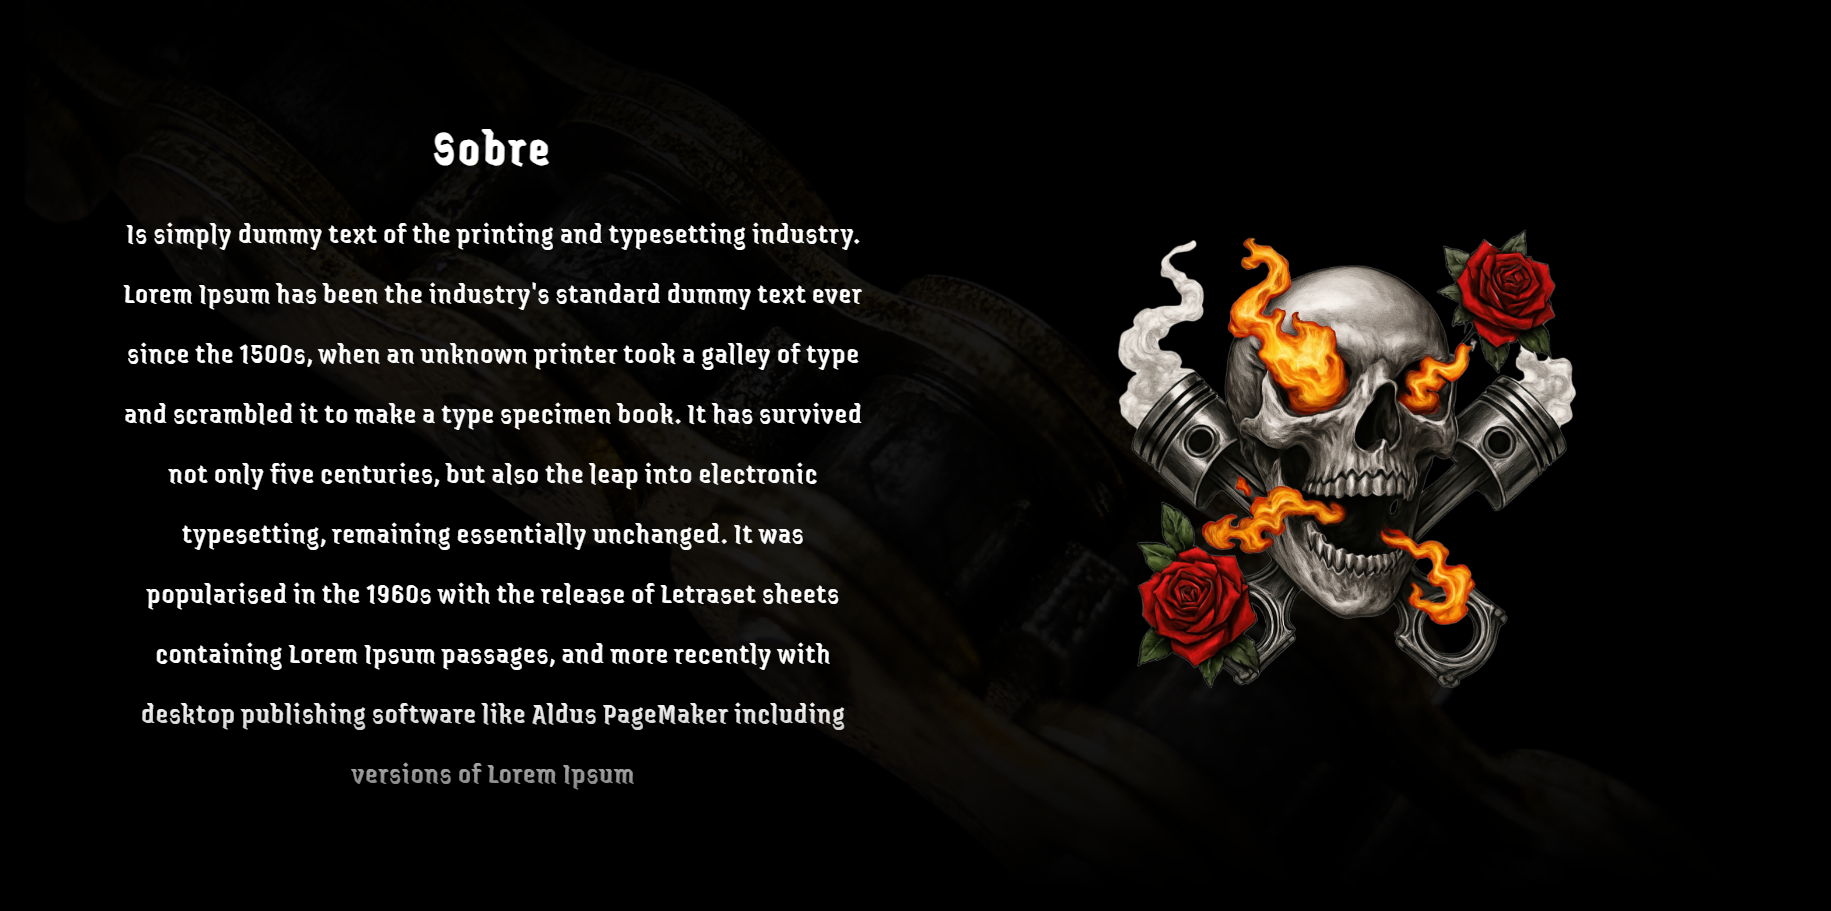 Sobre
Is simply dummy text of the printing and typesetting industry.
Lorem Ipsum has been the industry's standard dummy text ever
since the 1500s, when an unknown printer took a galley of type
and scrambled it to make a type specimen book. It has survived
not only five centuries, but also the leap into electronic
typesetting, remaining essentially unchanged. It was
popularised in the 1960s with the release of Letraset sheets
containing Lorem Ipsum passages, and more recently with
desktop publishing software like Aldus PageMaker including
versions of Lorem Ipsum